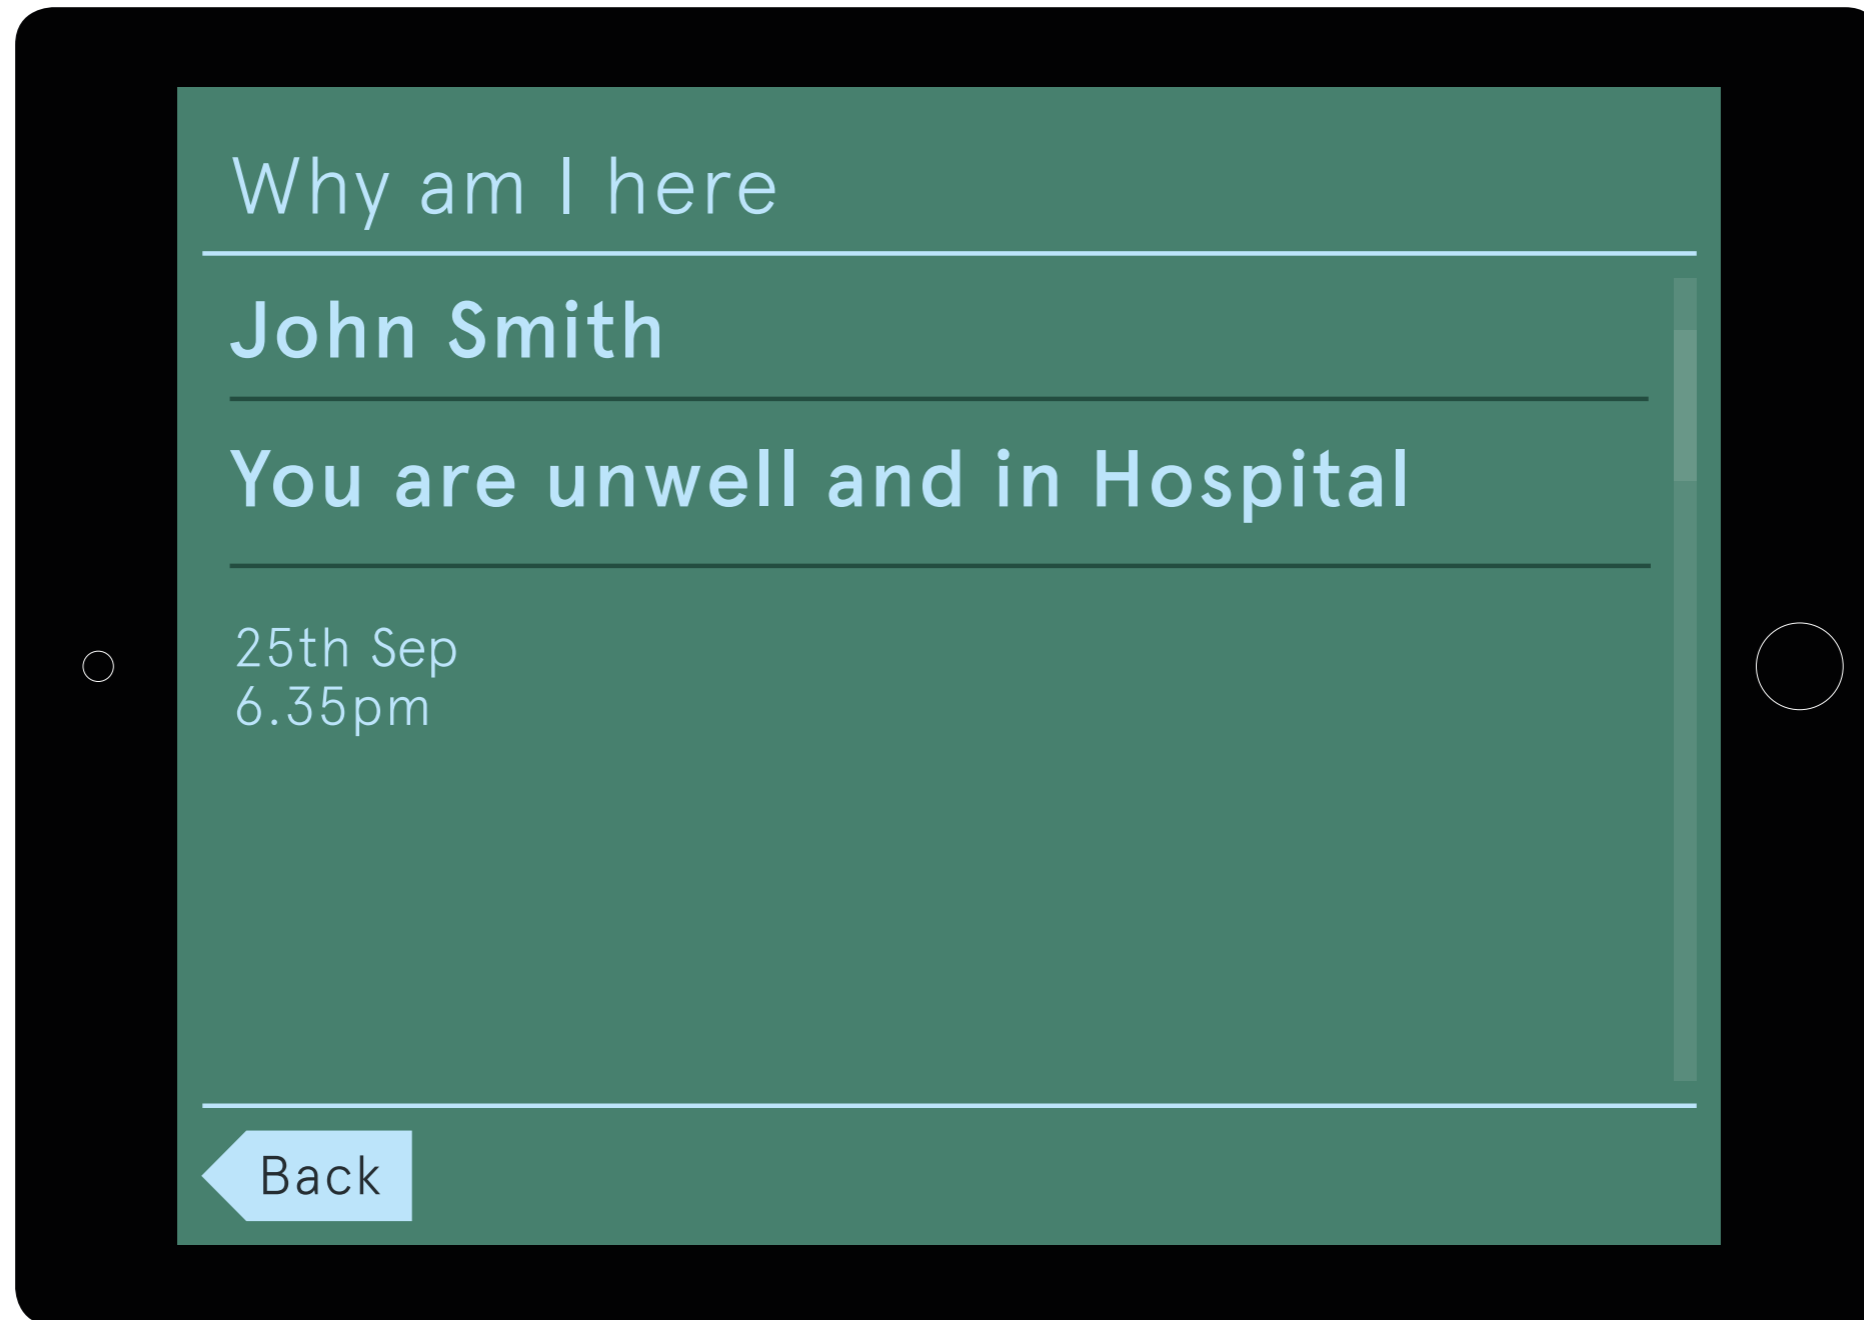 Why am I here
John Smith
You are unwell and in Hospital
25th Sep
6.35pm
Back